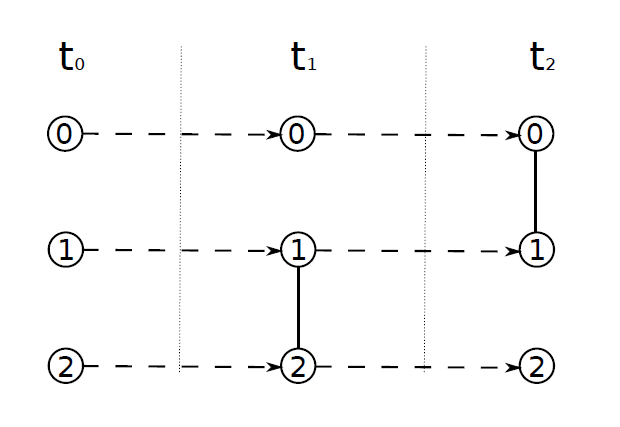 t₀ t₁ t₂
0 0 0
1 1 1
2 2 2